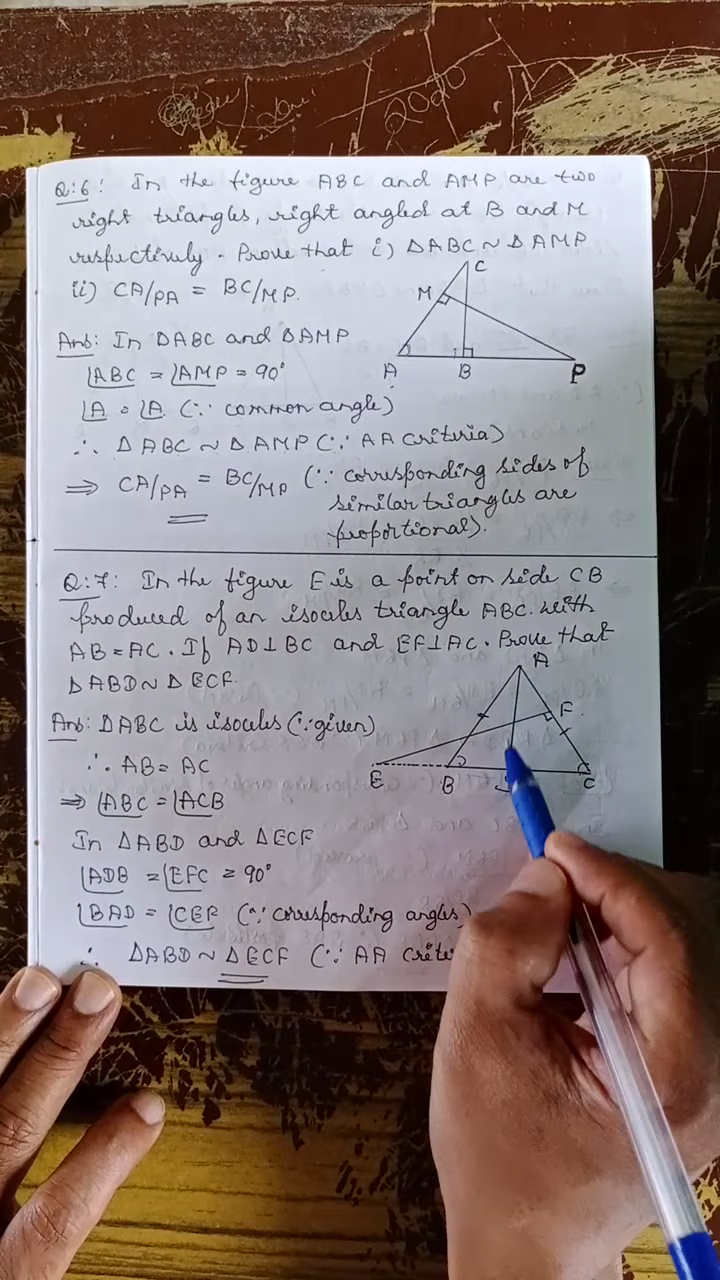 2020
Q:6: In the figure ABC and AMP are two
right triangles, right angled at B and M
respectively. Prove that i) ΔABC ~ ΔAMP
ii) CA/PA = BC/MP.
C
M
A B P
Ans: In ΔABC and ΔAMP
∠ABC = ∠AMP = 90°
∠A = ∠A (∵ common angle)
∴ ΔABC ~ ΔAMP (∵ AA criteria)
⇒ CA/PA = BC/MP (∵ corresponding sides of
similar triangles are
proportional).
Q:7: In the figure E is a point on side CB
produced of an isoceles triangle ABC. with
AB = AC. If AD⊥BC and EF⊥AC. Prove that
ΔABD ~ ΔECF.
A
F
E B C
Ans: ΔABC is isoceles (∵ given)
∴ AB = AC
⇒ ∠ABC = ∠ACB
In ΔABD and ΔECF
∠ADB = ∠EFC = 90°
∠BAD = ∠CEF (∵ corresponding angles)
∴ ΔABD ~ ΔECF (∵ AA crite